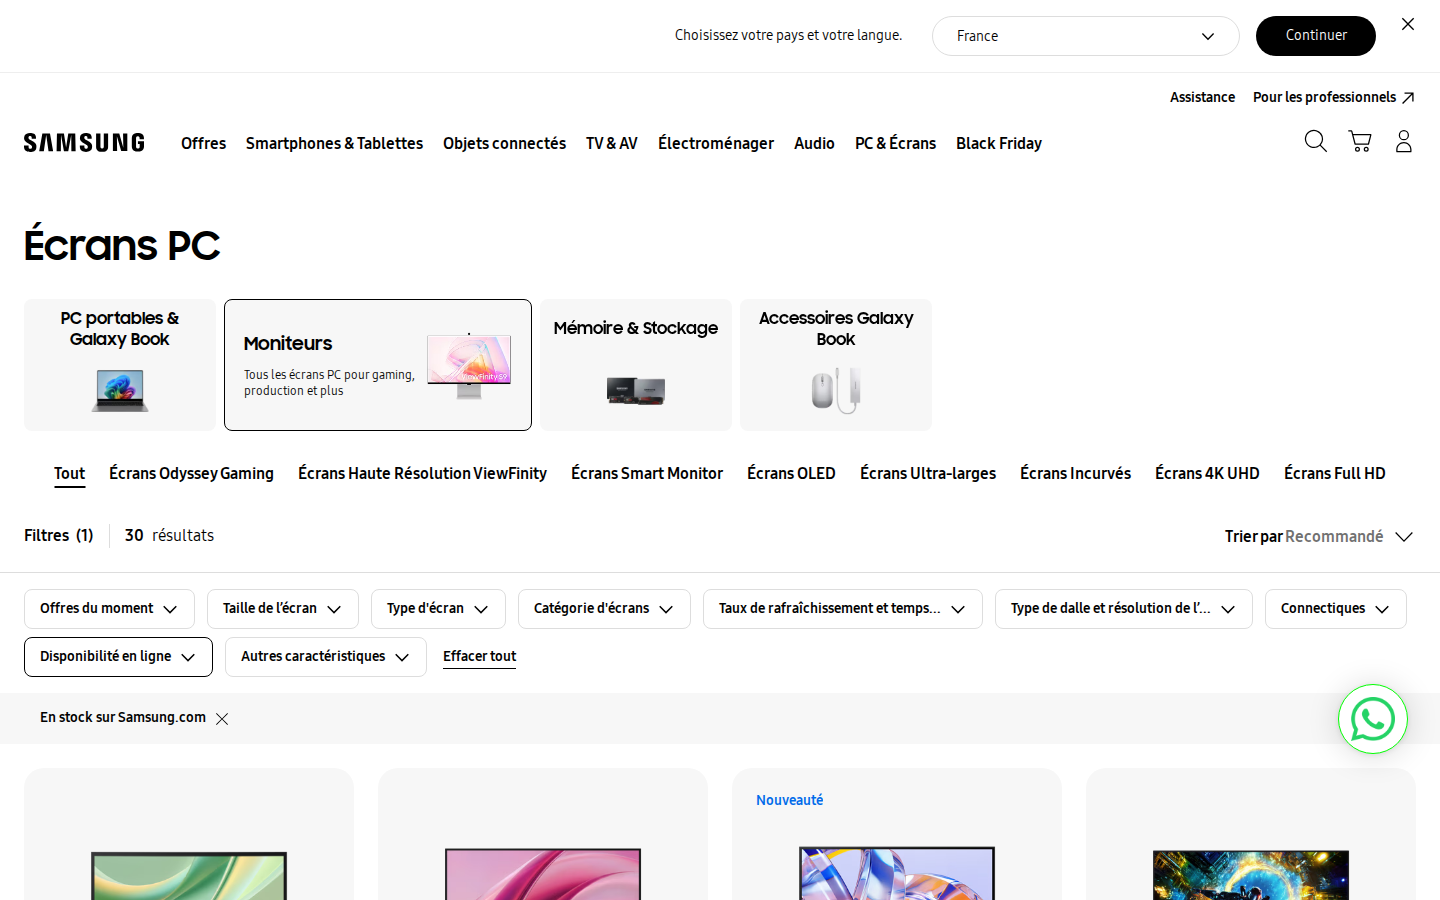 Choisissez votre pays et votre langue.
France
Continuer
Assistance
Pour les professionnels
SAMSUNG
Offres
Smartphones & Tablettes
Objets connectés
TV & AV
Électroménager
Audio
PC & Écrans
Black Friday
Écrans PC
PC portables &
Galaxy Book
Moniteurs
Tous les écrans PC pour gaming,
production et plus
ViewFinity S9
Mémoire & Stockage
Accessoires Galaxy
Book
Tout
Écrans Odyssey Gaming
Écrans Haute Résolution ViewFinity
Écrans Smart Monitor
Écrans OLED
Écrans Ultra-larges
Écrans Incurvés
Écrans 4K UHD
Écrans Full HD
Filtres (1)
30 résultats
Trier par Recommandé
Offres du moment
Taille de l'écran
Type d'écran
Catégorie d'écrans
Taux de rafraîchissement et temps...
Type de dalle et résolution de l'...
Connectiques
Disponibilité en ligne
Autres caractéristiques
Effacer tout
En stock sur Samsung.com
Nouveauté